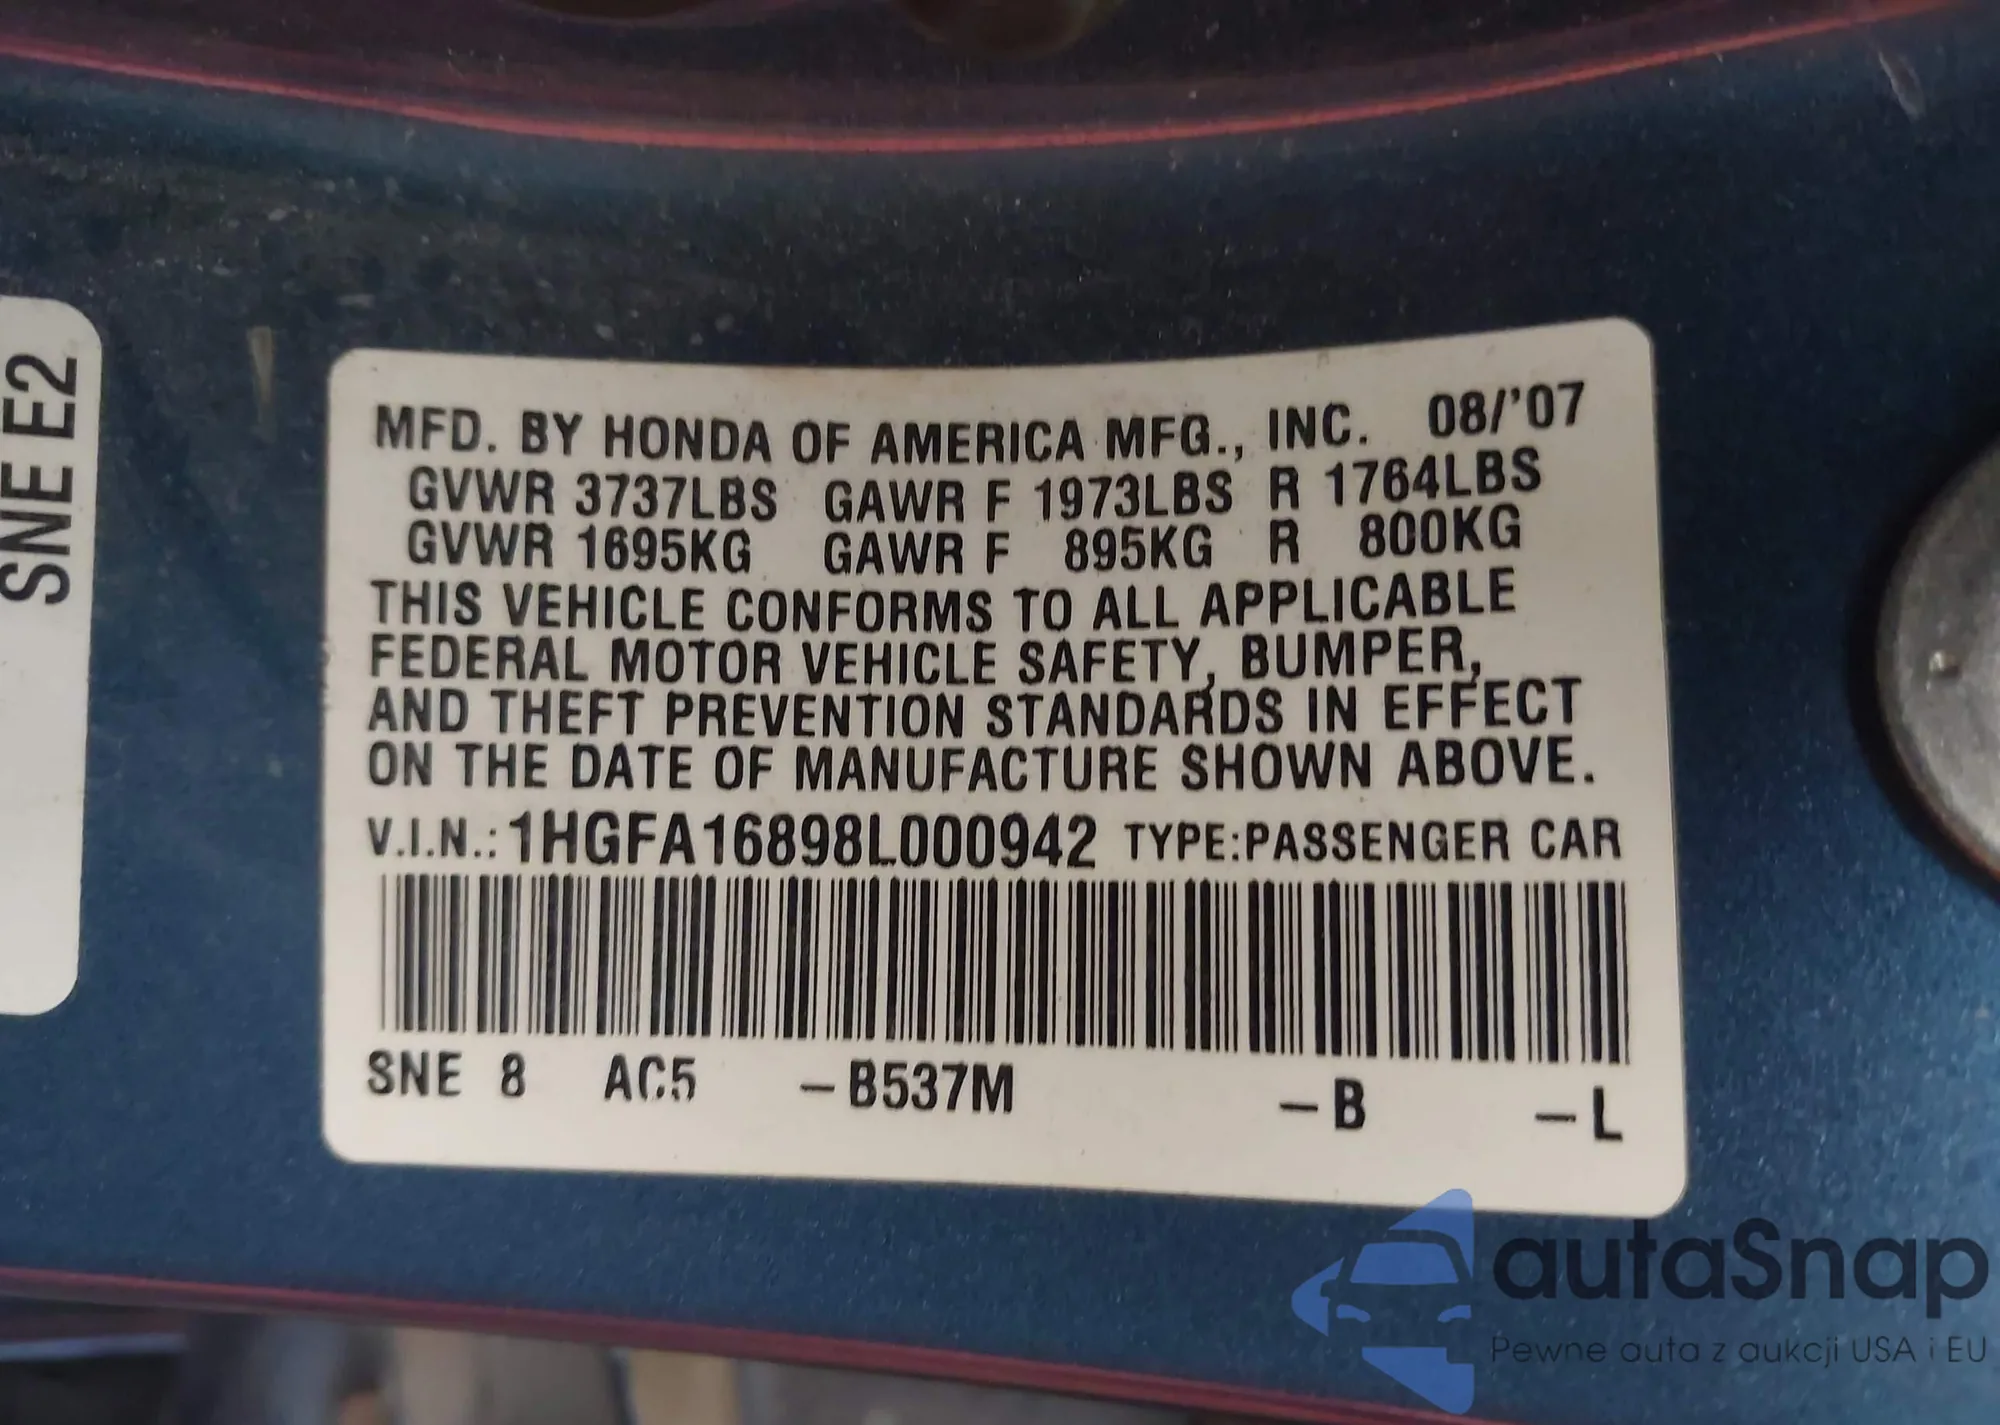 SNE E2
MFD. BY HONDA OF AMERICA MFG., INC. 08/'07
GVWR 3737LBS GAWR F 1973LBS R 1764LBS
GVWR 1695KG GAWR F 895KG R 800KG
THIS VEHICLE CONFORMS TO ALL APPLICABLE
FEDERAL MOTOR VEHICLE SAFETY, BUMPER,
AND THEFT PREVENTION STANDARDS IN EFFECT
ON THE DATE OF MANUFACTURE SHOWN ABOVE.
V.I.N.: 1HGFA16898L000942 TYPE:PASSENGER CAR
SNE 8 AC5 –B537M –B –L
autaSnap
Pewne auta z aukcji USA i EU